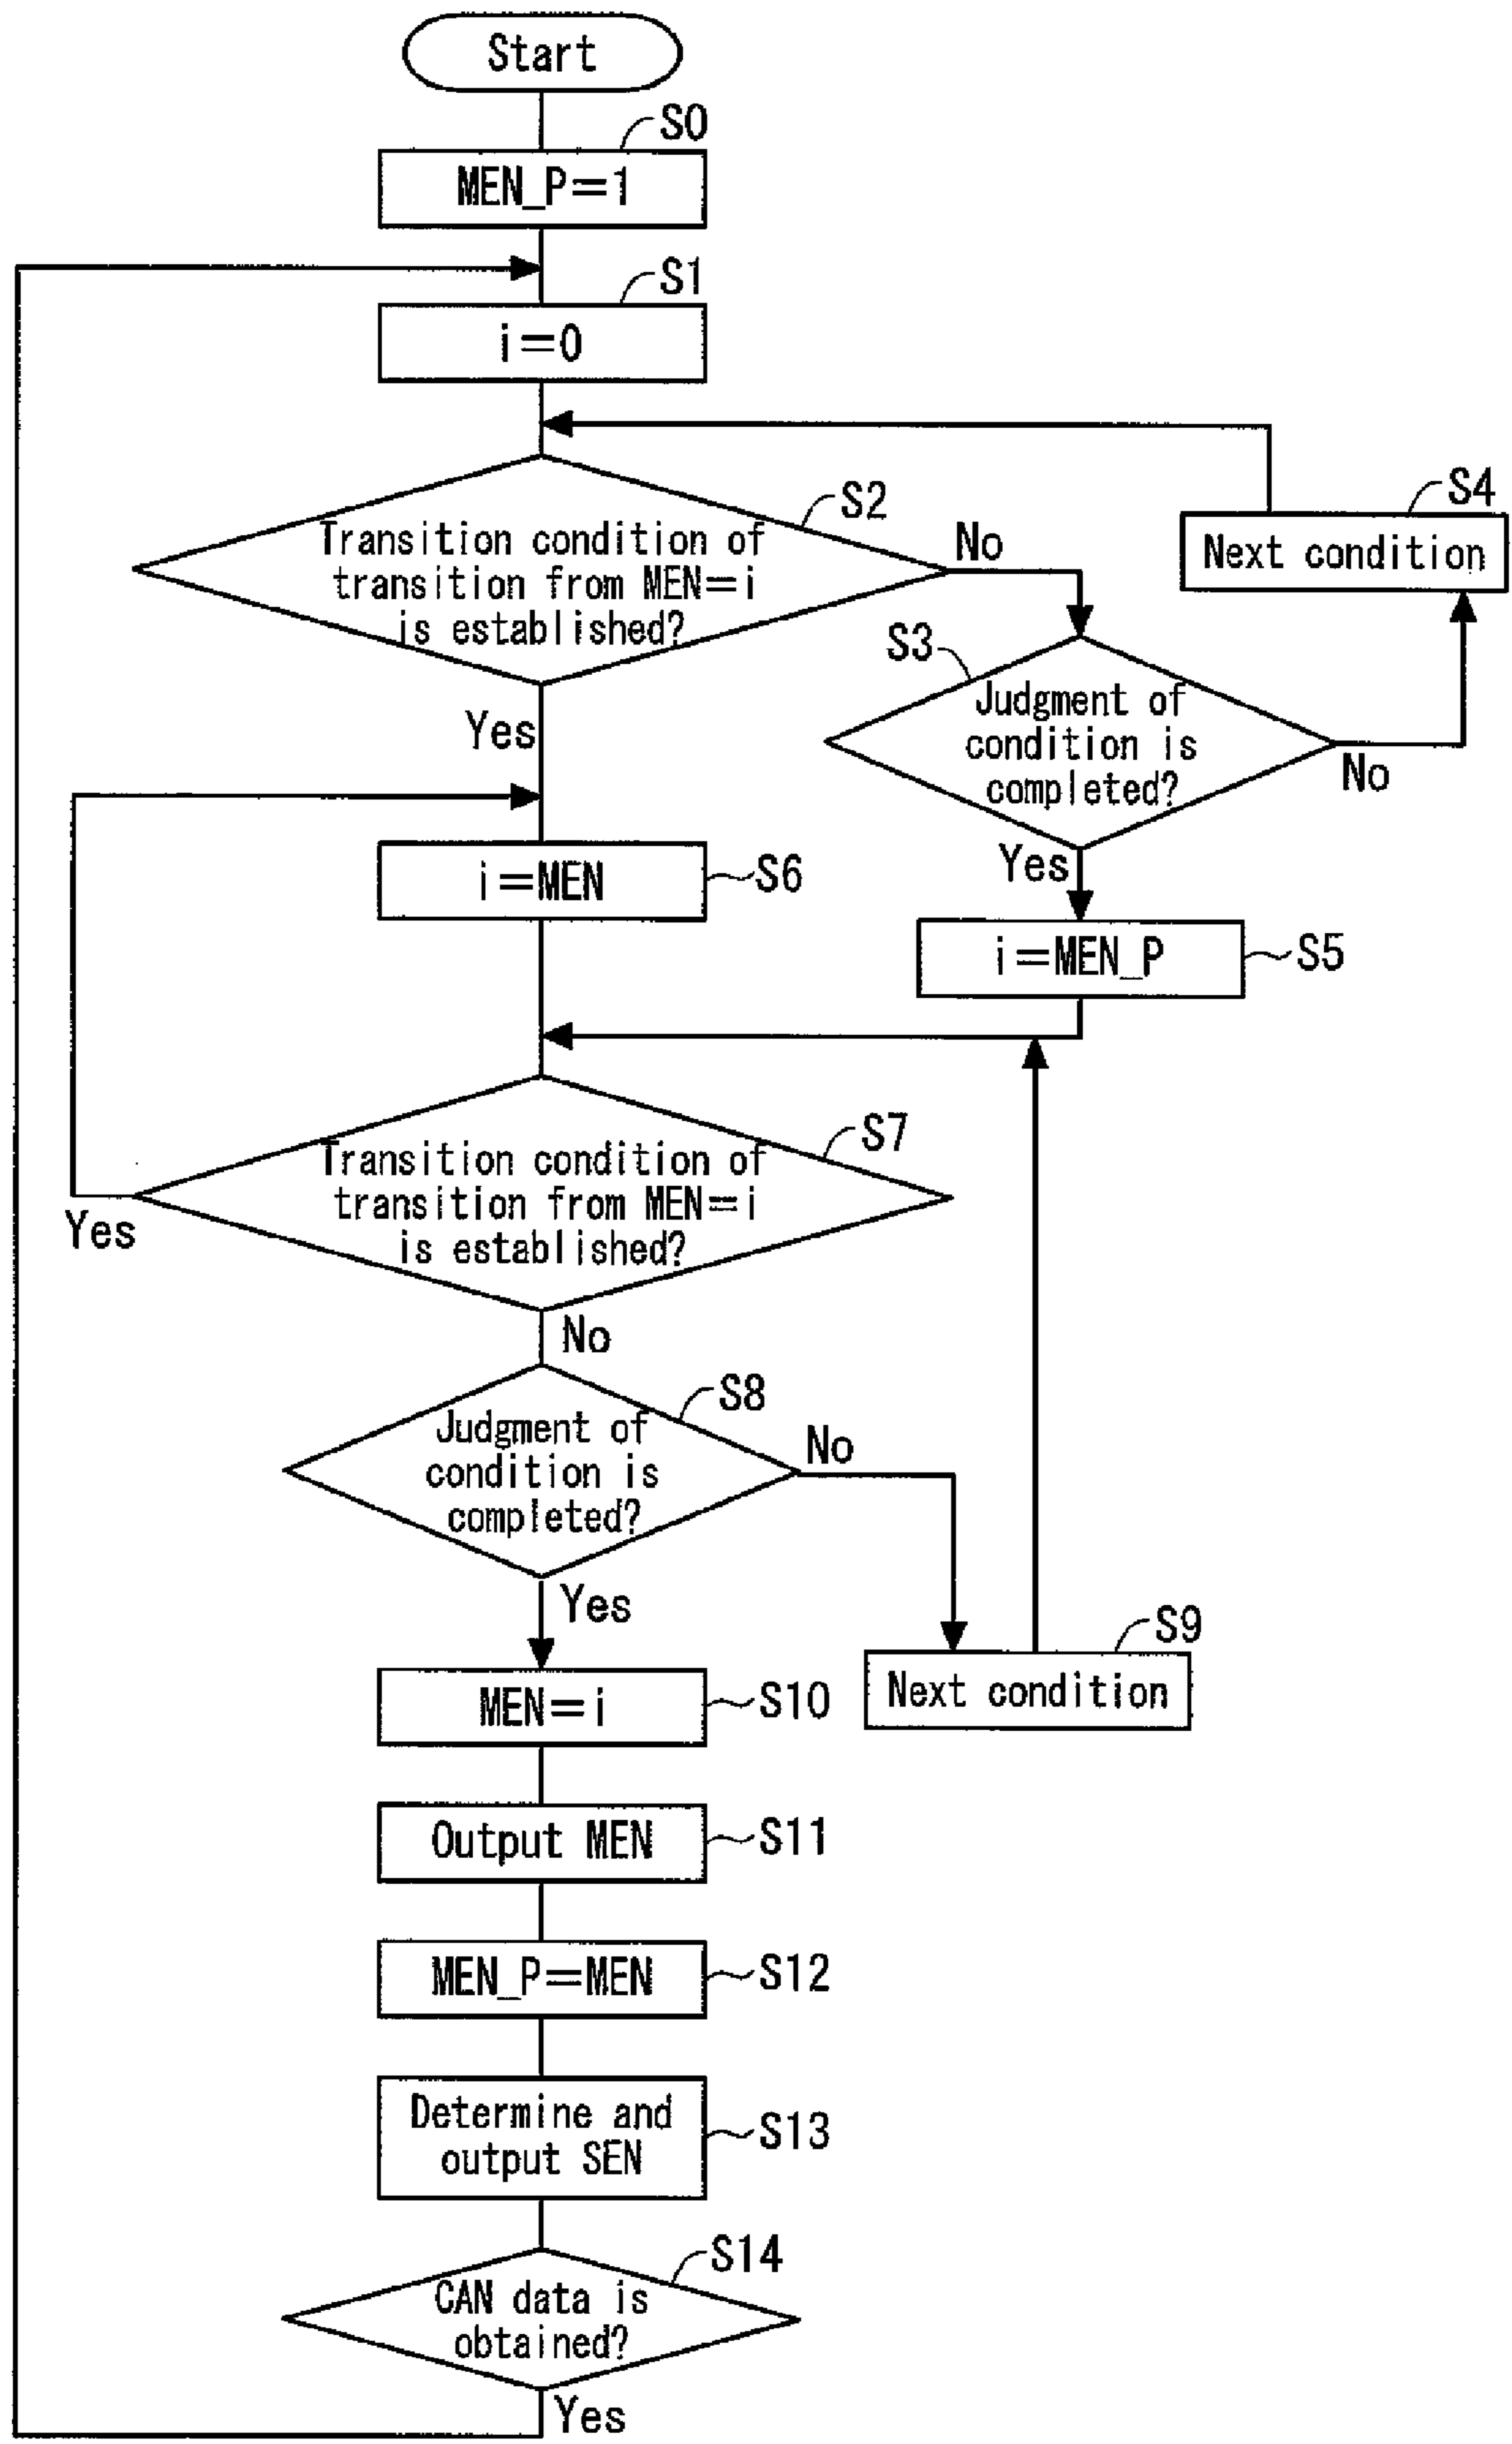 Start
S0
MEN_P=1
S1
i=0
S2
Transition condition of
transition from MEN=i
is established?
No
S4
Next condition
S3
Judgment of
condition is
completed?
No
Yes
Yes
i=MEN
S6
i=MEN_P
S5
S7
Transition condition of
transition from MEN=i
is established?
Yes
No
S8
Judgment of
condition is
completed?
No
Yes
S9
Next condition
MEN=i
S10
Output MEN
S11
MEN_P=MEN
S12
Determine and
output SEN
S13
S14
CAN data is
obtained?
Yes